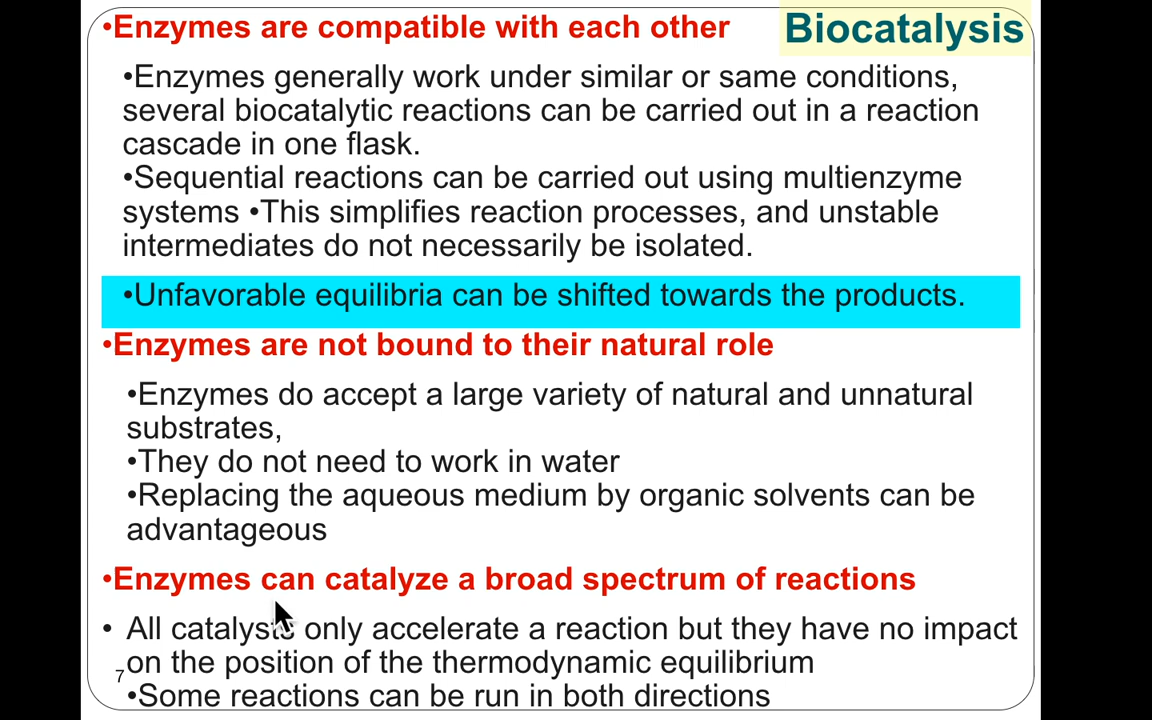 •Enzymes are compatible with each other
Biocatalysis
•Enzymes generally work under similar or same conditions,
several biocatalytic reactions can be carried out in a reaction
cascade in one flask.
•Sequential reactions can be carried out using multienzyme
systems •This simplifies reaction processes, and unstable
intermediates do not necessarily be isolated.
•Unfavorable equilibria can be shifted towards the products.
•Enzymes are not bound to their natural role
•Enzymes do accept a large variety of natural and unnatural
substrates,
•They do not need to work in water
•Replacing the aqueous medium by organic solvents can be
advantageous
•Enzymes can catalyze a broad spectrum of reactions
• All catalysts only accelerate a reaction but they have no impact
on the position of the thermodynamic equilibrium
7
•Some reactions can be run in both directions